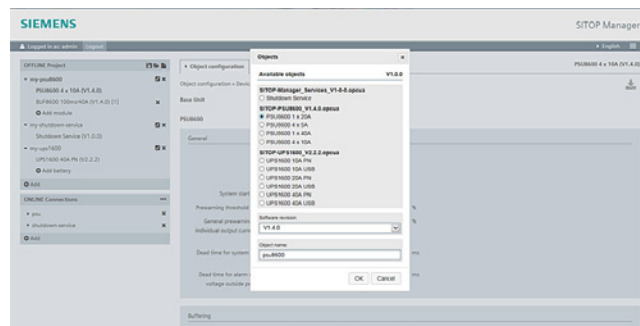 SIEMENS
SITOP Manager
Logged in as: admin Logout
English
OFFLINE Project
my-psu8600
PSU8600 4 x 10A (V1.4.0)
BUF8600 100ms/40A (V1.4.0) [1]
Add module
my-shutdown-service
Shutdown Service (V1.0.0)
my-ups1600
UPS1600 40A PN (V2.2.2)
Add battery
Add
ONLINE Connections
psu
shutdown-service
Add
Object configuration
PSU8600 4 x 10A (V1.4.0)
Object configuration » Devic
Base Unit
PSU8600
General
System start
Prewarning threshold
%
General prewarnin
%
individual output curre
Dead time for system
ms
Dead time for alarm
ms
voltage outside
Buffering
Objects
Available objects V1.0.0
SITOP-Manager_Services_V1-0-0.opcua
Shutdown Service
SITOP-PSU8600_V1.4.0.opcua
PSU8600 1 x 20A
PSU8600 4 x 5A
PSU8600 1 x 40A
PSU8600 4 x 10A
SITOP-UPS1600_V2.2.2.opcua
UPS1600 10A PN
UPS1600 10A USB
UPS1600 20A PN
UPS1600 20A USB
UPS1600 40A PN
UPS1600 40A USB
Software revision
V1.4.0
Object name
psu8600
OK Cancel